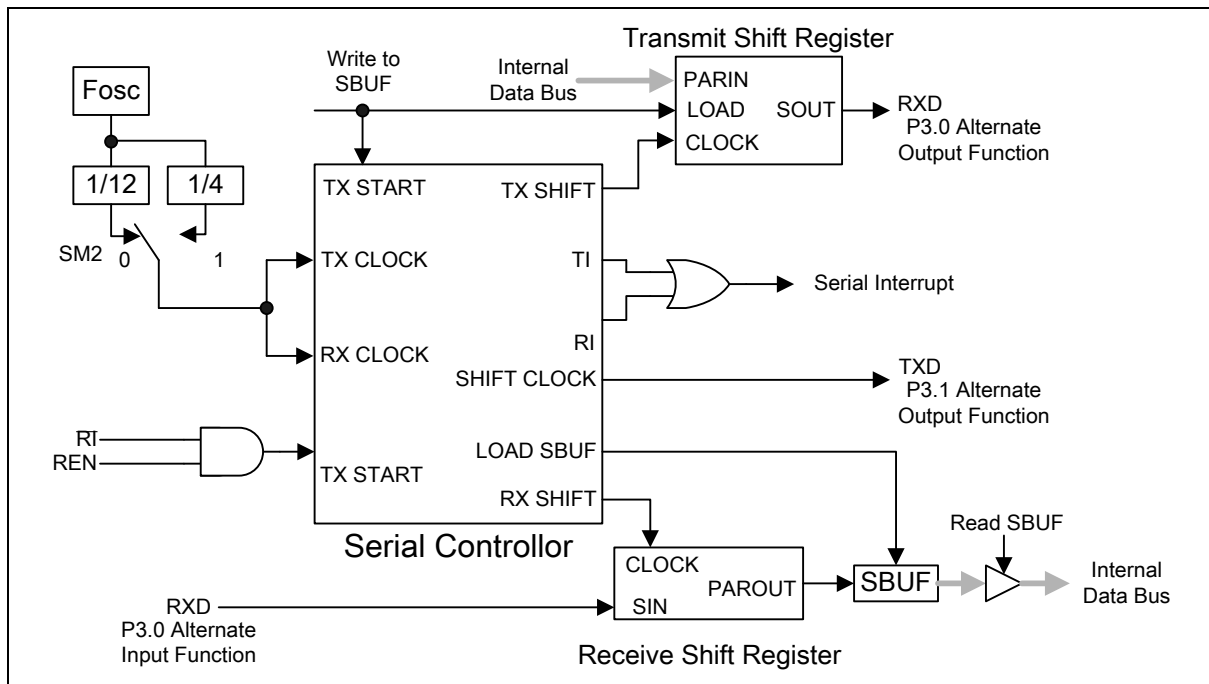 Transmit Shift Register
Write to
SBUF
Internal
Data Bus
PARIN
LOAD
SOUT
CLOCK
RXD
P3.0 Alternate
Output Function
Fosc
1/12
1/4
SM2
0
1
TX START
TX SHIFT
TX CLOCK
TI
Serial Interrupt
RX CLOCK
RI
SHIFT CLOCK
TXD
P3.1 Alternate
Output Function
RI
REN
LOAD SBUF
TX START
RX SHIFT
Serial Controllor
Read SBUF
CLOCK
PAROUT
SIN
SBUF
Internal
Data Bus
RXD
P3.0 Alternate
Input Function
Receive Shift Register